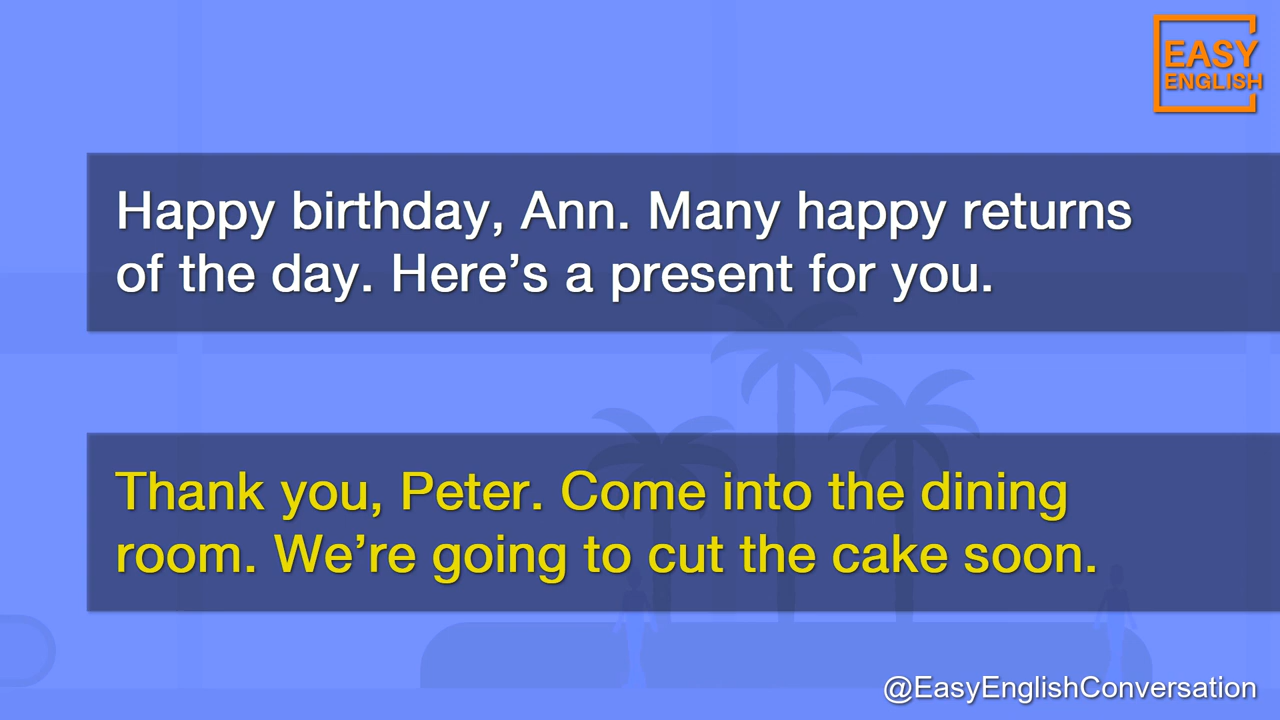 EASY
ENGLISH
Happy birthday, Ann. Many happy returns
of the day. Here’s a present for you.
Thank you, Peter. Come into the dining
room. We’re going to cut the cake soon.
@EasyEnglishConversation